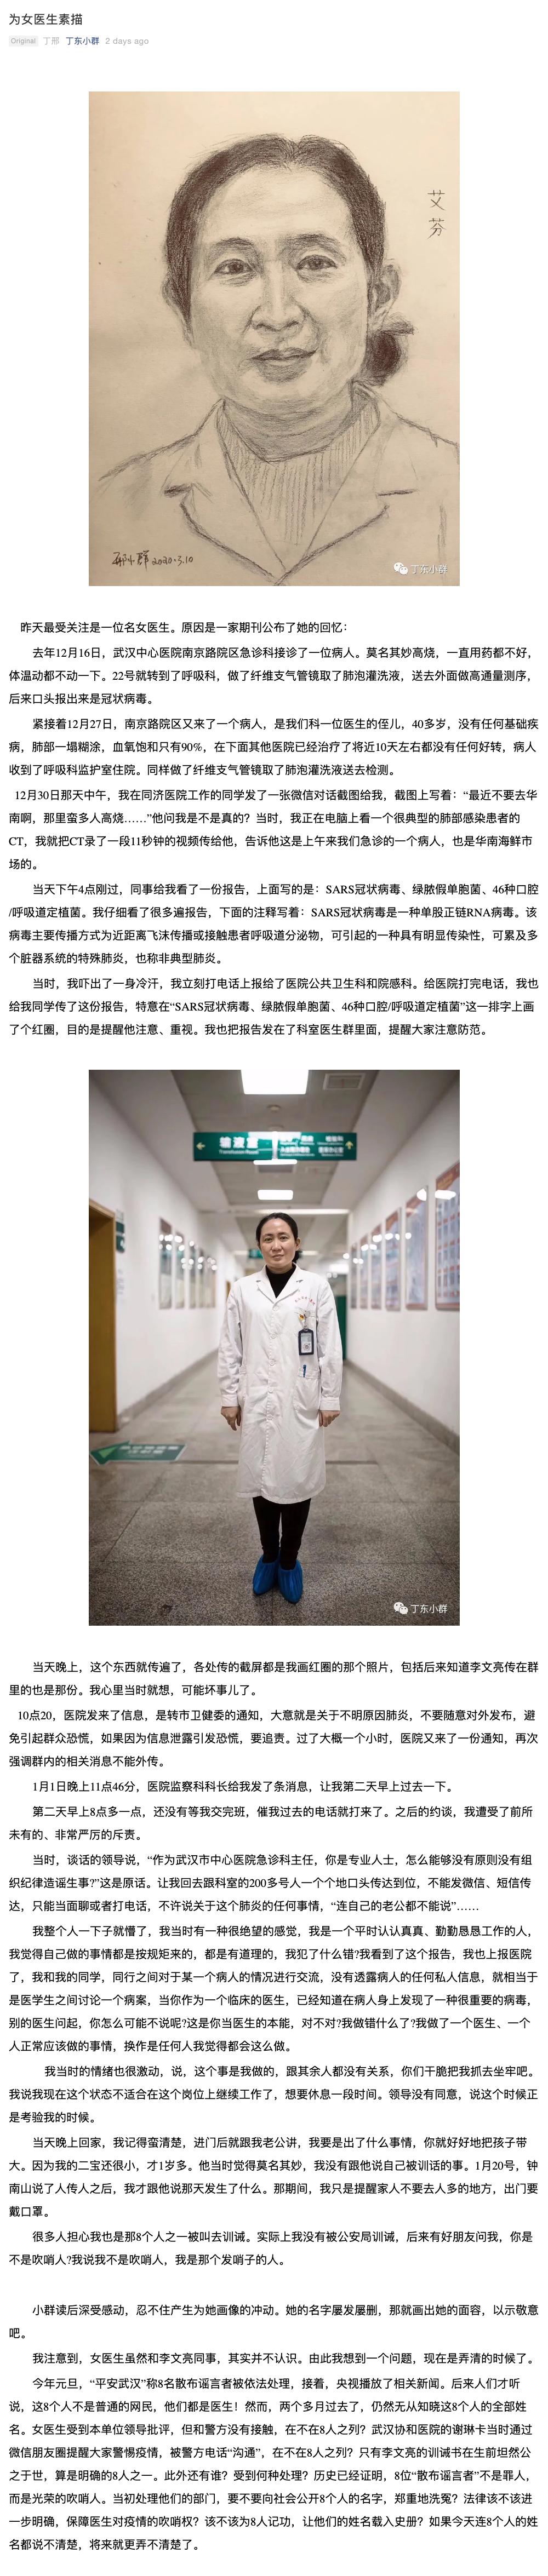 为女医生素描
Original 丁邢 丁东小群 2 days ago
艾
芬
邢小群 2020.3.10
丁东小群
昨天最受关注是一位名女医生。原因是一家期刊公布了她的回忆：
去年12月16日，武汉中心医院南京路院区急诊科接诊了一位病人。莫名其妙高烧，一直用药都不好，
体温动都不动一下。22号就转到了呼吸科，做了纤维支气管镜取了肺泡灌洗液，送去外面做高通量测序，
后来口头报出来是冠状病毒。
紧接着12月27日，南京路院区又来了一个病人，是我们科一位医生的侄儿，40多岁，没有任何基础疾
病，肺部一塌糊涂，血氧饱和只有90%，在下面其他医院已经治疗了将近10天左右都没有任何好转，病人
收到了呼吸科监护室住院。同样做了纤维支气管镜取了肺泡灌洗液送去检测。
12月30日那天中午，我在同济医院工作的同学发了一张微信对话截图给我，截图上写着：“最近不要去华
南啊，那里蛮多人高烧……”他问我是不是真的？当时，我正在电脑上看一个很典型的肺部感染患者的
CT，我就把CT录了一段11秒钟的视频传给他，告诉他这是上午来我们急诊的一个病人，也是华南海鲜市
场的。
当天下午4点刚过，同事给我看了一份报告，上面写的是：SARS冠状病毒、绿脓假单胞菌、46种口腔
/呼吸道定植菌。我仔细看了很多遍报告，下面的注释写着：SARS冠状病毒是一种单股正链RNA病毒。该
病毒主要传播方式为近距离飞沫传播或接触患者呼吸道分泌物，可引起的一种具有明显传染性，可累及多
个脏器系统的特殊肺炎，也称非典型肺炎。
当时，我吓出了一身冷汗，我立刻打电话上报给了医院公共卫生科和院感科。给医院打完电话，我也
给我同学传了这份报告，特意在“SARS冠状病毒、绿脓假单胞菌、46种口腔/呼吸道定植菌”这一排字上画
了个红圈，目的是提醒他注意、重视。我也把报告发在了科室医生群里面，提醒大家注意防范。
输液室
Transfusion Room
丁东小群
当天晚上，这个东西就传遍了，各处传的截屏都是我画红圈的那个照片，包括后来知道李文亮传在群
里的也是那份。我心里当时就想，可能坏事儿了。
10点20，医院发来了信息，是转市卫健委的通知，大意就是关于不明原因肺炎，不要随意对外发布，避
免引起群众恐慌，如果因为信息泄露引发恐慌，要追责。过了大概一个小时，医院又来了一份通知，再次
强调群内的相关消息不能外传。
1月1日晚上11点46分，医院监察科科长给我发了条消息，让我第二天早上过去一下。
第二天早上8点多一点，还没有等我交完班，催我过去的电话就打来了。之后的约谈，我遭受了前所
未有的、非常严厉的斥责。
当时，谈话的领导说，“作为武汉市中心医院急诊科主任，你是专业人士，怎么能够没有原则没有组
织纪律造谣生事?”这是原话。让我回去跟科室的200多号人一个个地口头传达到位，不能发微信、短信传
达，只能当面聊或者打电话，不许说关于这个肺炎的任何事情，“连自己的老公都不能说”……
我整个人一下子就懵了，我当时有一种很绝望的感觉，我是一个平时认认真真、勤勤恳恳工作的人，
我觉得自己做的事情都是按规矩来的，都是有道理的，我犯了什么错?我看到了这个报告，我也上报医院
了，我和我的同学，同行之间对于某一个病人的情况进行交流，没有透露病人的任何私人信息，就相当于
是医学生之间讨论一个病案，当你作为一个临床的医生，已经知道在病人身上发现了一种很重要的病毒，
别的医生问起，你怎么可能不说呢?这是你当医生的本能，对不对?我做错什么了?我做了一个医生、一个
人正常应该做的事情，换作是任何人我觉得都会这么做。
我当时的情绪也很激动，说，这个事是我做的，跟其余人都没有关系，你们干脆把我抓去坐牢吧。
我说我现在这个状态不适合在这个岗位上继续工作了，想要休息一段时间。领导没有同意，说这个时候正
是考验我的时候。
当天晚上回家，我记得蛮清楚，进门后就跟我老公讲，我要是出了什么事情，你就好好地把孩子带
大。因为我的二宝还很小，才1岁多。他当时觉得莫名其妙，我没有跟他说自己被训话的事。1月20号，钟
南山说了人传人之后，我才跟他说那天发生了什么。那期间，我只是提醒家人不要去人多的地方，出门要
戴口罩。
很多人担心我也是那8个人之一被叫去训诫。实际上我没有被公安局训诫，后来有好朋友问我，你是
不是吹哨人?我说我不是吹哨人，我是那个发哨子的人。
小群读后深受感动，忍不住产生为她画像的冲动。她的名字屡发屡删，那就画出她的面容，以示敬意
吧。
我注意到，女医生虽然和李文亮同事，其实并不认识。由此我想到一个问题，现在是弄清的时候了。
今年元旦，“平安武汉”称8名散布谣言者被依法处理，接着，央视播放了相关新闻。后来人们才听
说，这8个人不是普通的网民，他们都是医生！然而，两个多月过去了，仍然无从知晓这8个人的全部姓
名。女医生受到本单位领导批评，但和警方没有接触，在不在8人之列？武汉协和医院的谢琳卡当时通过
微信朋友圈提醒大家警惕疫情，被警方电话“沟通”，在不在8人之列？只有李文亮的训诫书在生前坦然公
之于世，算是明确的8人之一。此外还有谁？受到何种处理？历史已经证明，8位“散布谣言者”不是罪人，
而是光荣的吹哨人。当初处理他们的部门，要不要向社会公开8个人的名字，郑重地洗冤？法律该不该进
一步明确，保障医生对疫情的吹哨权？该不该为8人记功，让他们的姓名载入史册？如果今天连8个人的姓
名都说不清楚，将来就更弄不清楚了。